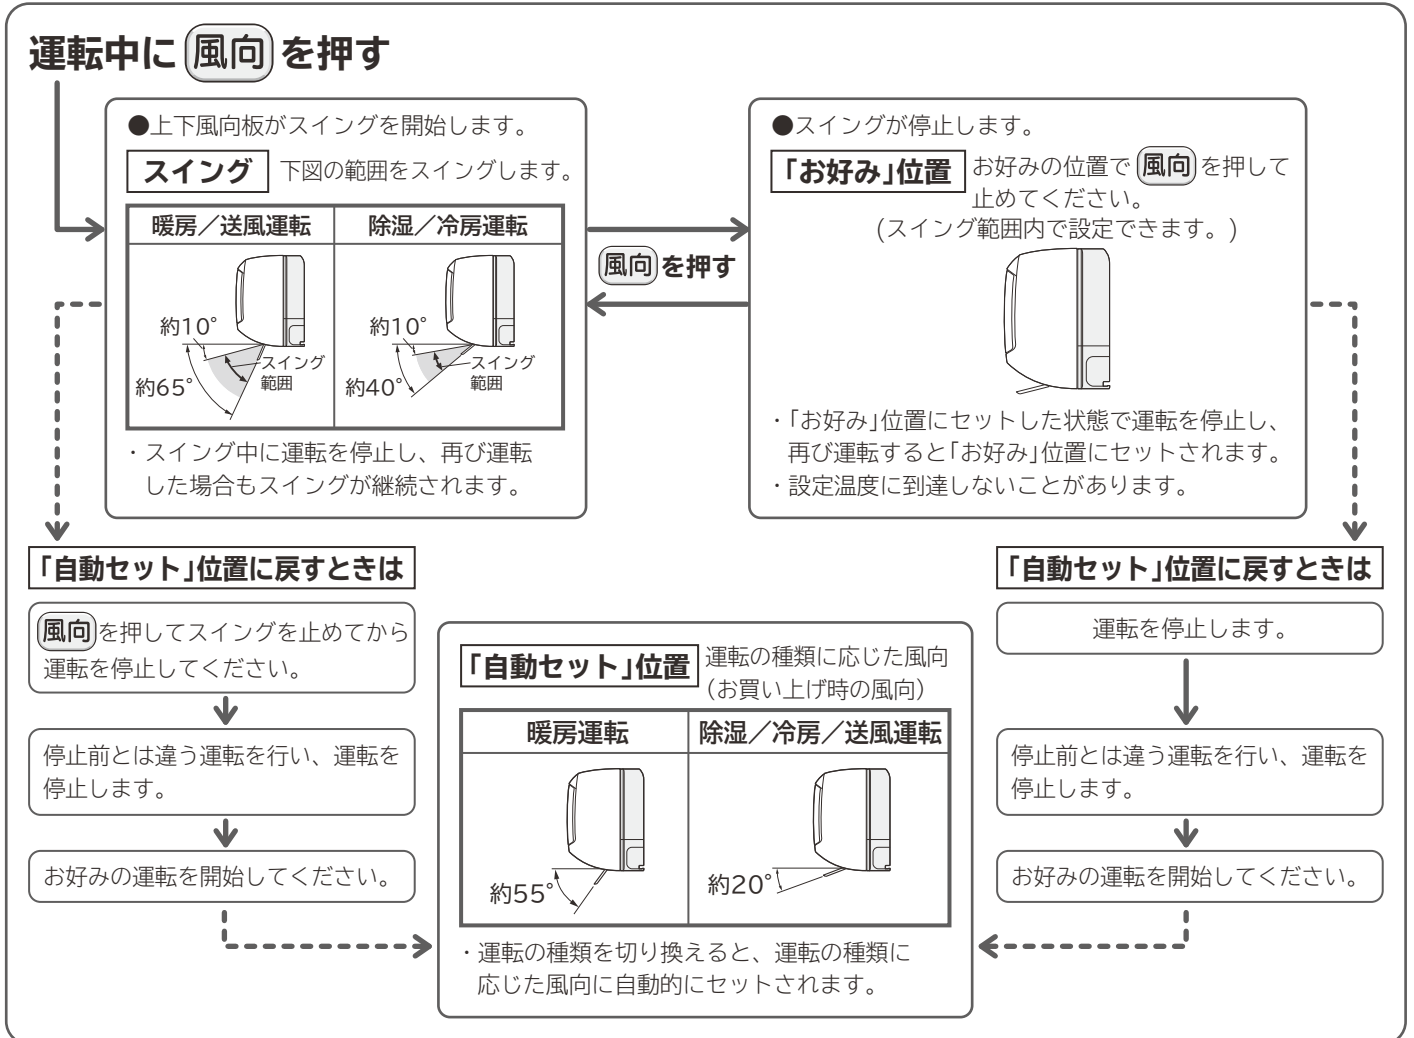 運転中に 風向 を押す
●上下風向板がスイングを開始します。
スイング 下図の範囲をスイングします。
暖房／送風運転
除湿／冷房運転
約10°
スイング
範囲
約65°
約10°
スイング
範囲
約40°
・スイング中に運転を停止し、再び運転
した場合もスイングが継続されます。
風向 を押す
●スイングが停止します。
「お好み」位置 お好みの位置で 風向 を押して
止めてください。
(スイング範囲内で設定できます。)
・「お好み」位置にセットした状態で運転を停止し、
再び運転すると「お好み」位置にセットされます。
・設定温度に到達しないことがあります。
「自動セット」位置に戻すときは
風向を押してスイングを止めてから
運転を停止してください。
停止前とは違う運転を行い、運転を
停止します。
お好みの運転を開始してください。
「自動セット」位置 運転の種類に応じた風向
（お買い上げ時の風向）
暖房運転
除湿／冷房／送風運転
約55°
約20°
・運転の種類を切り換えると、運転の種類に
応じた風向に自動的にセットされます。
「自動セット」位置に戻すときは
運転を停止します。
停止前とは違う運転を行い、運転を
停止します。
お好みの運転を開始してください。